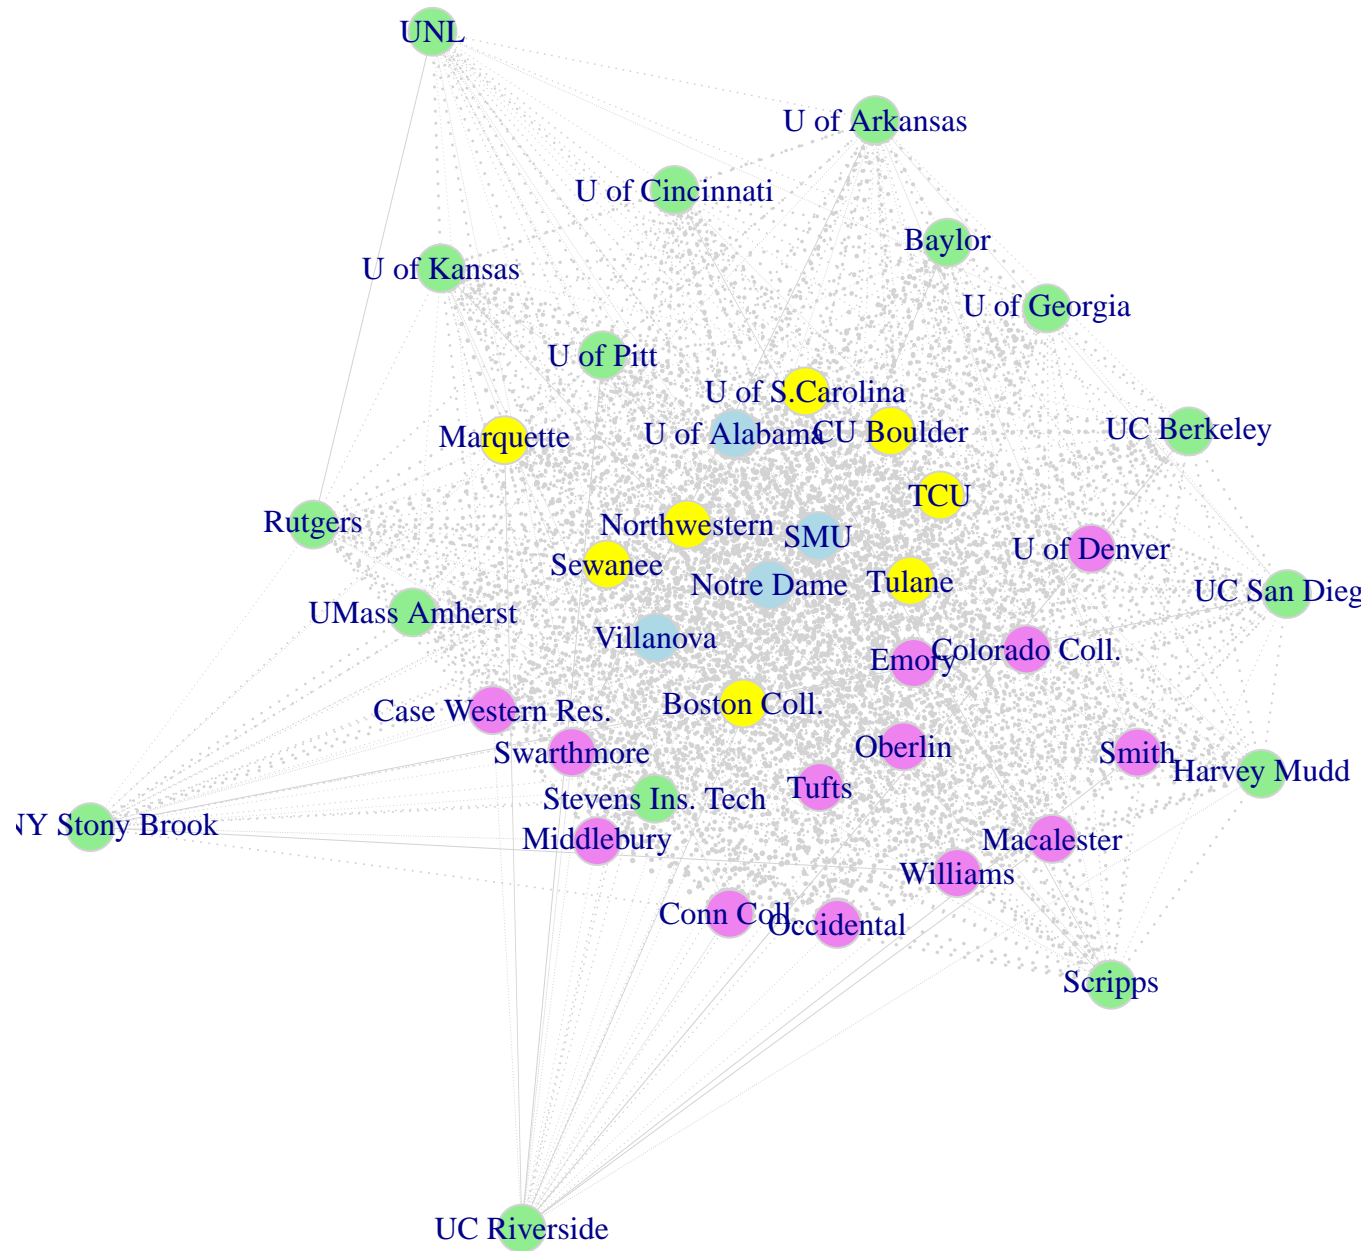 UNL
U of Arkansas
U of Cincinnati
Baylor
U of Kansas
U of Georgia
U of Pitt
U of S.Carolina
Marquette
U of Alabama
CU Boulder
UC Berkeley
TCU
Rutgers
Northwestern
SMU
U of Denver
Sewanee
Notre Dame
Tulane
UC San Dieg
UMass Amherst
Villanova
Emory
Colorado Coll.
Case Western Res.
Boston Coll.
Swarthmore
Oberlin
Smith
Harvey Mudd
Stevens Ins. Tech
Tufts
NY Stony Brook
Middlebury
Macalester
Williams
Conn Coll.
Occidental
Scripps
UC Riverside